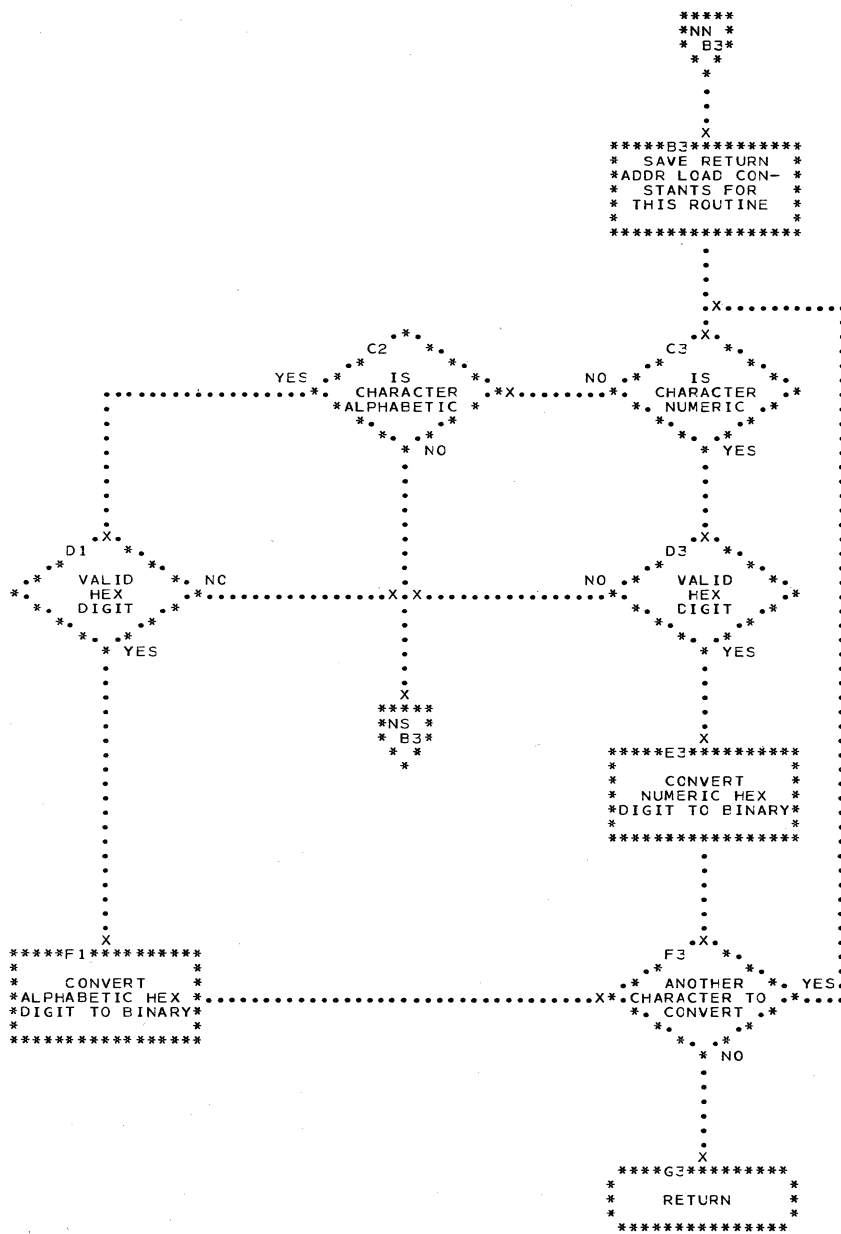 NN
B3
B3
SAVE RETURN
ADDR LOAD CON-
STANTS FOR
THIS ROUTINE
C2
IS
CHARACTER
ALPHABETIC
YES
NO
C3
IS
CHARACTER
NUMERIC
NO
YES
D1
VALID
HEX
DIGIT
NO
YES
D3
VALID
HEX
DIGIT
NO
YES
NS
B3
E3
CONVERT
NUMERIC HEX
DIGIT TO BINARY
F1
CONVERT
ALPHABETIC HEX
DIGIT TO BINARY
F3
ANOTHER
CHARACTER TO
CONVERT
YES
NO
G3
RETURN